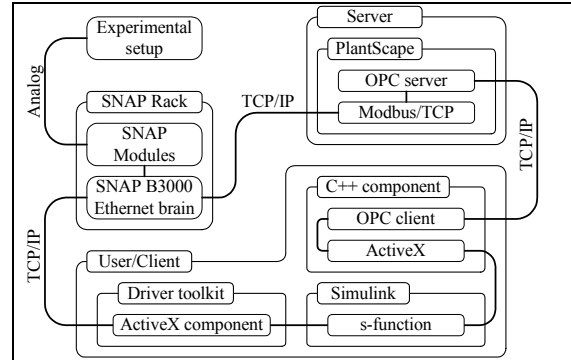 Experimental
setup
Analog
SNAP Rack
SNAP
Modules
SNAP B3000
Ethernet brain
TCP/IP
TCP/IP
Server
PlantScape
OPC server
Modbus/TCP
TCP/IP
C++ component
OPC client
ActiveX
User/Client
Driver toolkit
ActiveX component
Simulink
s-function